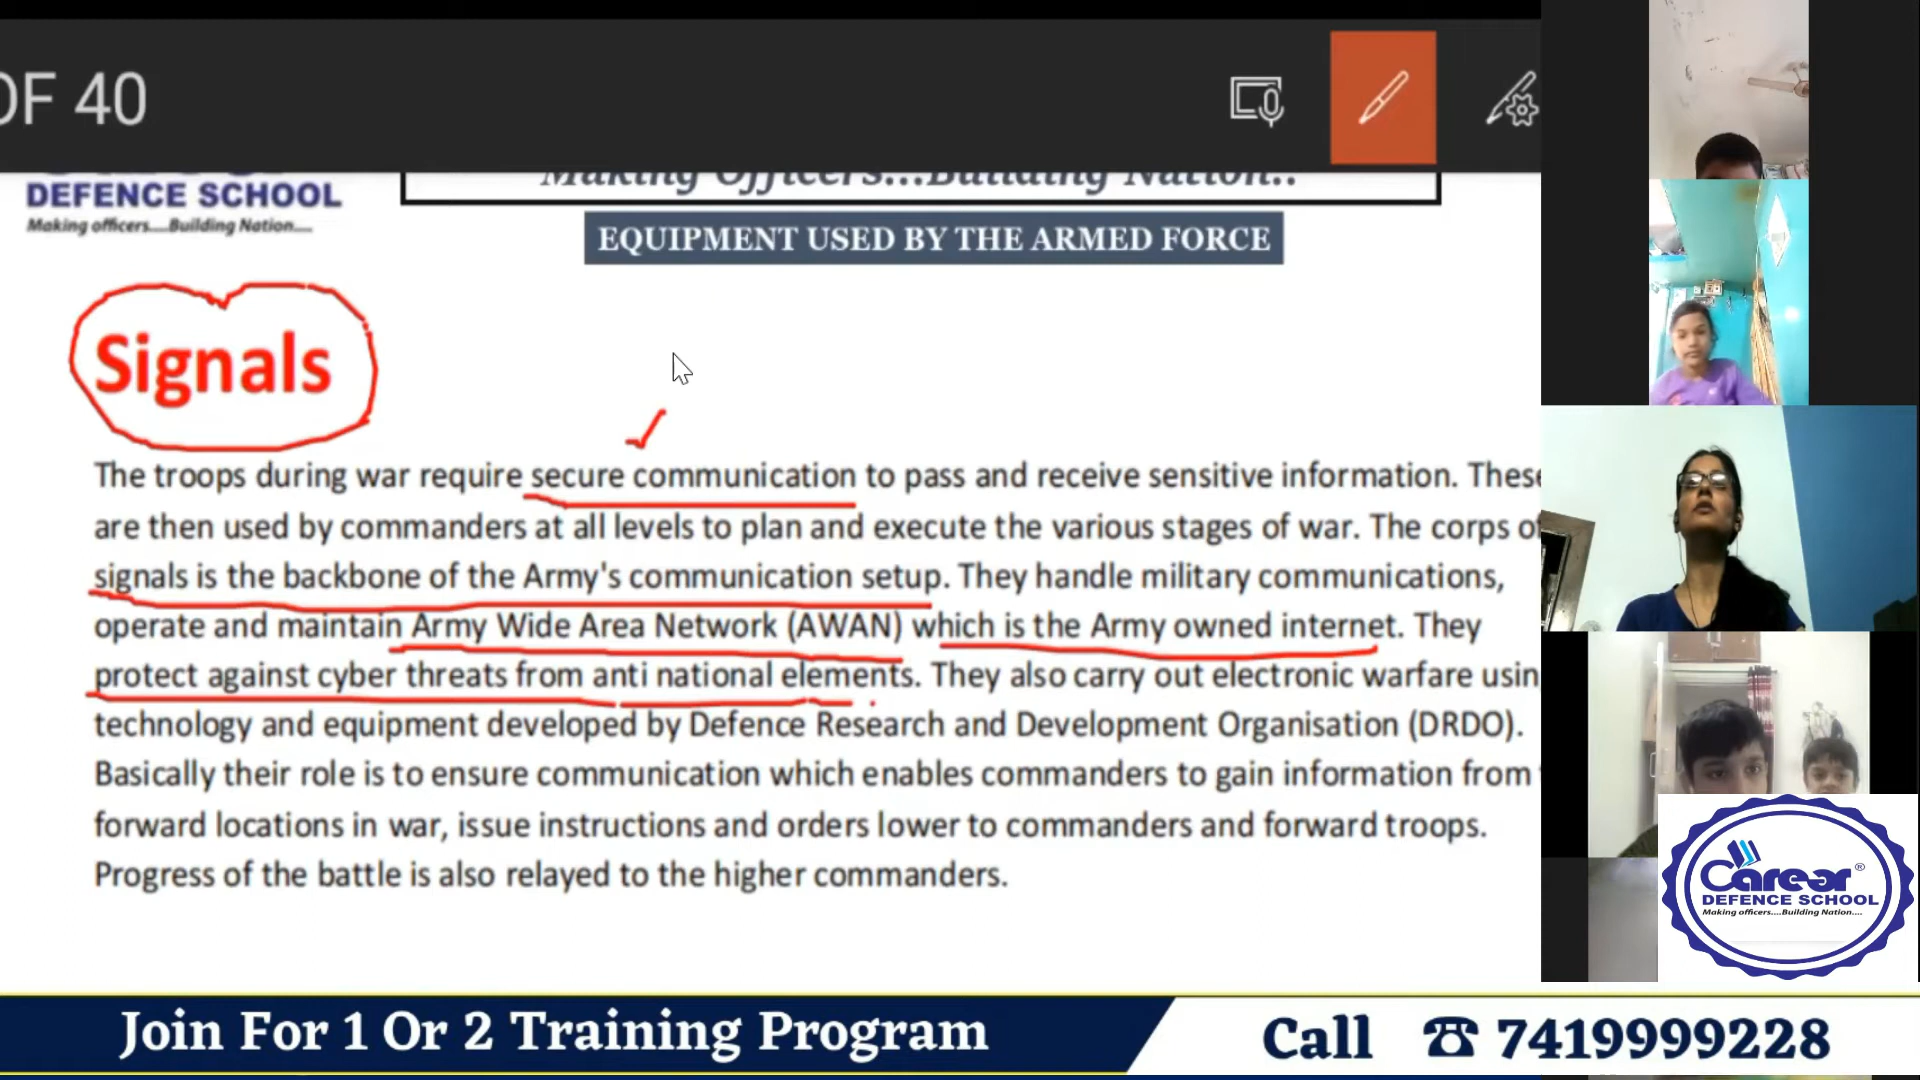 OF 40
DEFENCE SCHOOL
Making officers....Building Nation....
Making Officers...Building Nation..
EQUIPMENT USED BY THE ARMED FORCE
Signals
The troops during war require secure communication to pass and receive sensitive information. These
are then used by commanders at all levels to plan and execute the various stages of war. The corps of
signals is the backbone of the Army's communication setup. They handle military communications,
operate and maintain Army Wide Area Network (AWAN) which is the Army owned internet. They
protect against cyber threats from anti national elements. They also carry out electronic warfare usin
technology and equipment developed by Defence Research and Development Organisation (DRDO).
Basically their role is to ensure communication which enables commanders to gain information from
forward locations in war, issue instructions and orders lower to commanders and forward troops.
Progress of the battle is also relayed to the higher commanders.
Carear®
DEFENCE SCHOOL
Making officers....Building Nation....
Join For 1 Or 2 Training Program
Call ☎ 7419999228